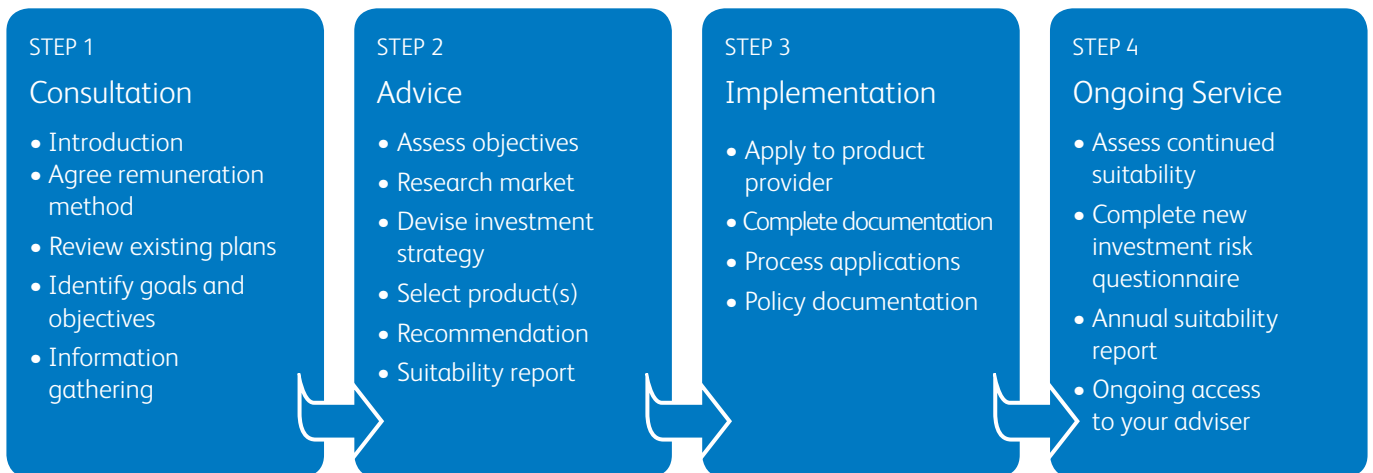 STEP 1
Consultation
• Introduction
• Agree remuneration
method
• Review existing plans
• Identify goals and
objectives
• Information
gathering
STEP 2
Advice
• Assess objectives
• Research market
• Devise investment
strategy
• Select product(s)
• Recommendation
• Suitability report
STEP 3
Implementation
• Apply to product
provider
• Complete documentation
• Process applications
• Policy documentation
STEP 4
Ongoing Service
• Assess continued
suitability
• Complete new
investment risk
questionnaire
• Annual suitability
report
• Ongoing access
to your adviser